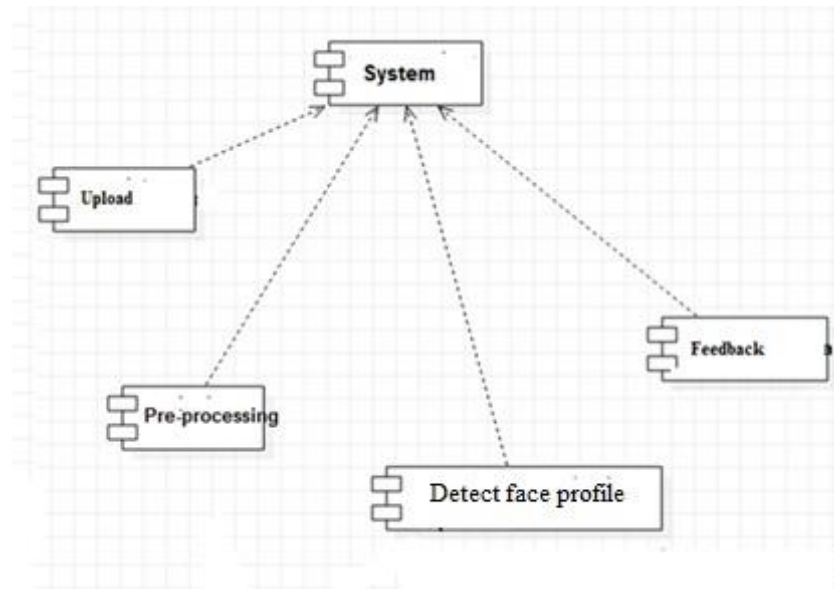 System
Upload
Feedback
Pre-processing
Detect face profile